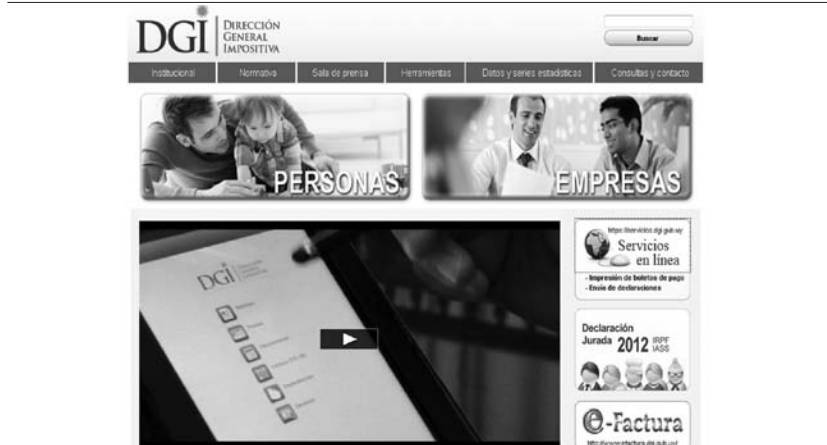 DGI
DIRECCIÓN
GENERAL
IMPOSITIVA
Buscar
Institucional Normativa Sala de prensa Herramientas Datos y series estadísticas Consultas y contacto
PERSONAS
EMPRESAS
DGI
https://servicios.dgi.gub.uy
Servicios
en línea
- Impresión de boletos de pago
- Envío de declaraciones
Declaración
Jurada 2012 IRPF
IASS
e-Factura